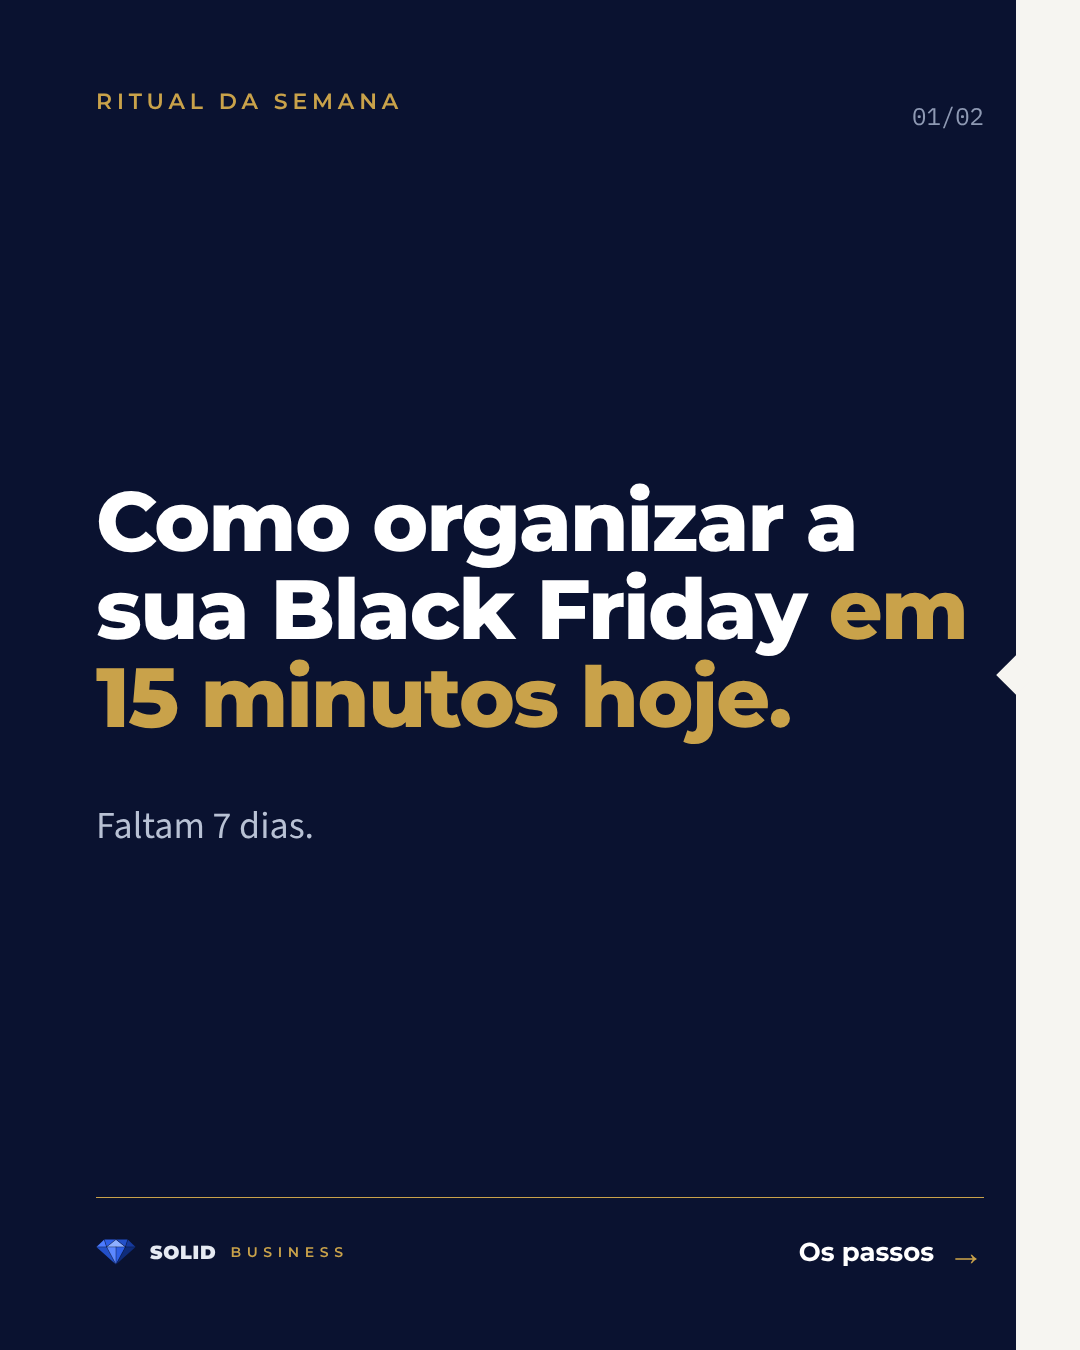 RITUAL DA SEMANA
01/02
Como organizar a
sua Black Friday em
15 minutos hoje.
Faltam 7 dias.
SOLID BUSINESS
Os passos →